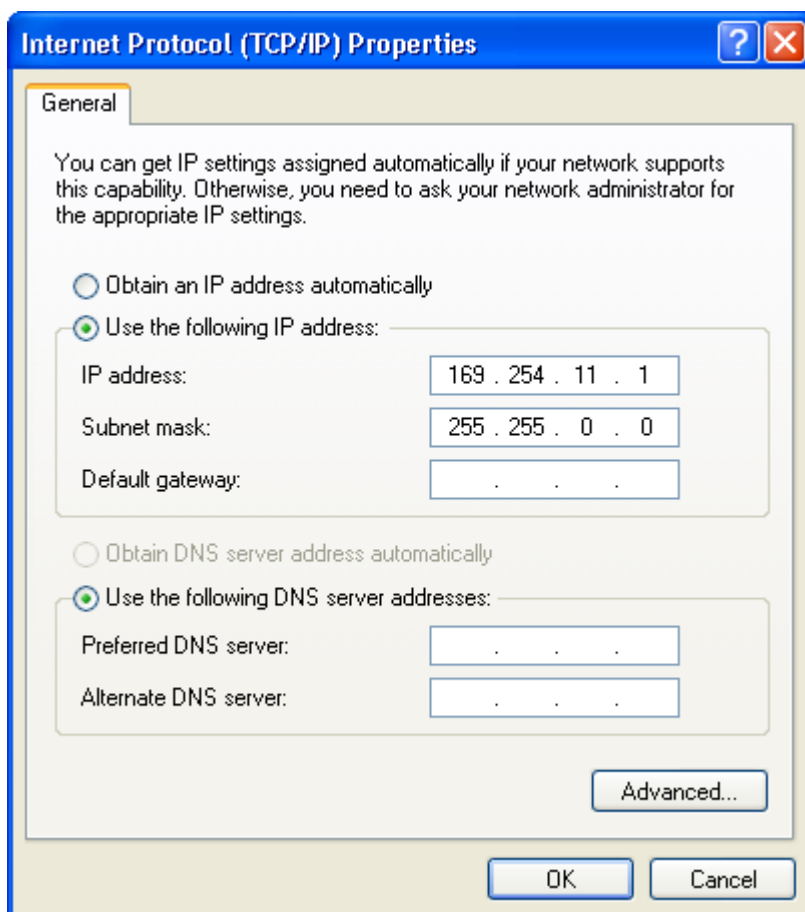 Internet Protocol (TCP/IP) Properties
General
You can get IP settings assigned automatically if your network supports
this capability. Otherwise, you need to ask your network administrator for
the appropriate IP settings.
Obtain an IP address automatically
Use the following IP address:
IP address: 169 . 254 . 11 . 1
Subnet mask: 255 . 255 . 0 . 0
Default gateway: . . .
Obtain DNS server address automatically
Use the following DNS server addresses:
Preferred DNS server: . . .
Alternate DNS server: . . .
Advanced...
OK Cancel